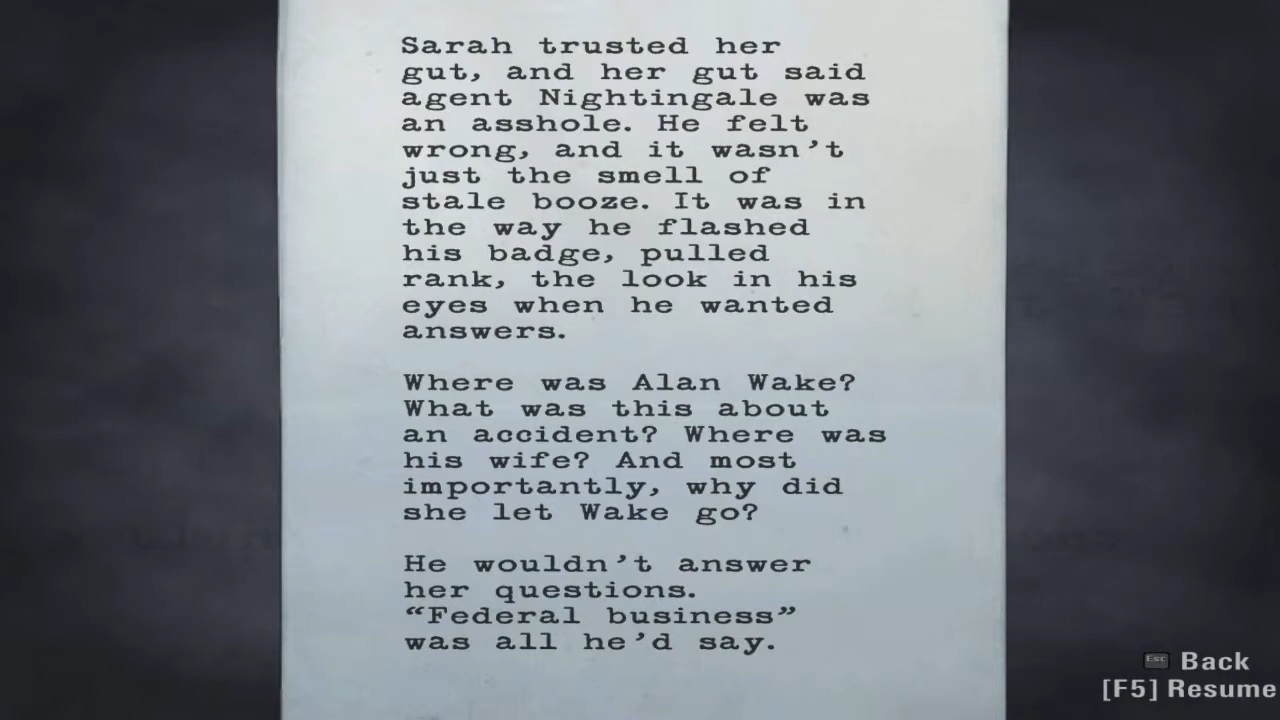 Sarah trusted her
gut, and her gut said
agent Nightingale was
an asshole. He felt
wrong, and it wasn’t
just the smell of
stale booze. It was in
the way he flashed
his badge, pulled
rank, the look in his
eyes when he wanted
answers.
Where was Alan Wake?
What was this about
an accident? Where was
his wife? And most
importantly, why did
she let Wake go?
He wouldn’t answer
her questions.
“Federal business”
was all he’d say.
Esc Back
[F5] Resume